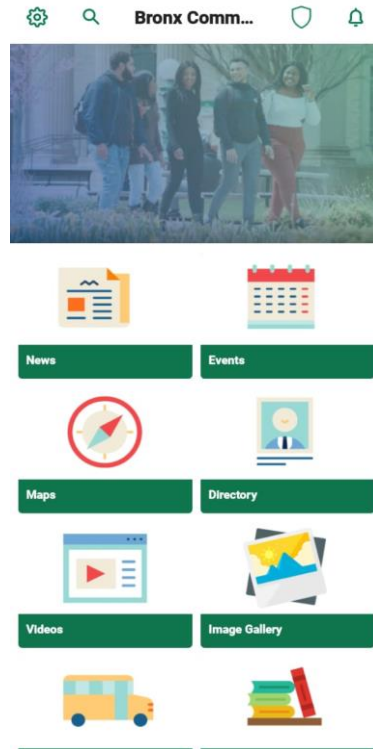 Bronx Comm...
News
Events
Maps
Directory
Videos
Image Gallery